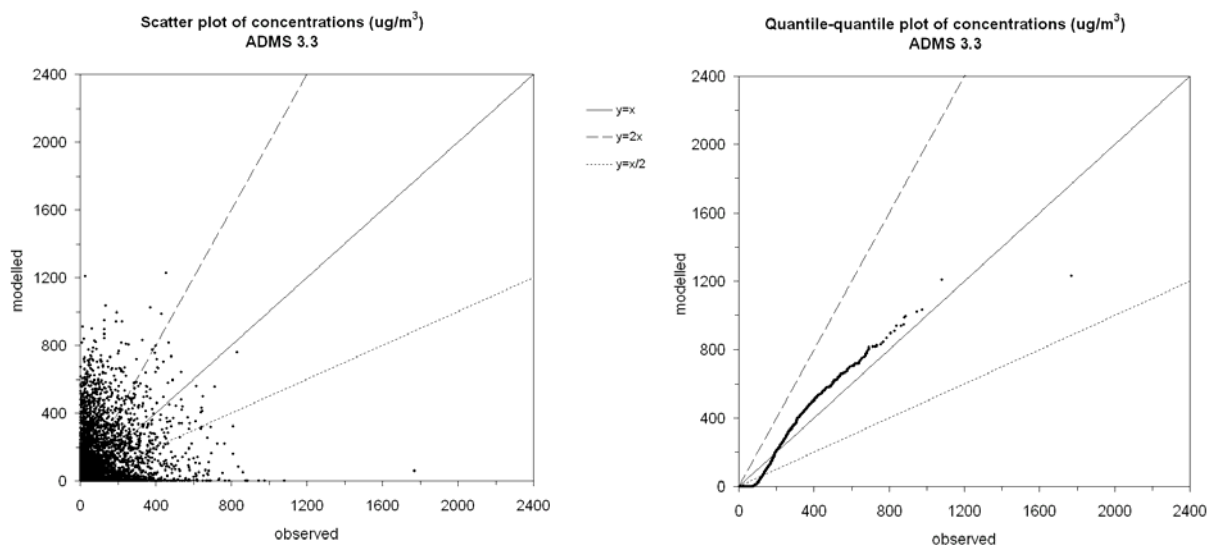 Scatter plot of concentrations (ug/m³)
ADMS 3.3
2400
2000
1600
1200
800
400
0
modelled
0 400 800 1200 1600 2000 2400
observed
y=x
y=2x
y=x/2
Quantile-quantile plot of concentrations (ug/m³)
ADMS 3.3
2400
2000
1600
1200
800
400
0
modelled
0 400 800 1200 1600 2000 2400
observed